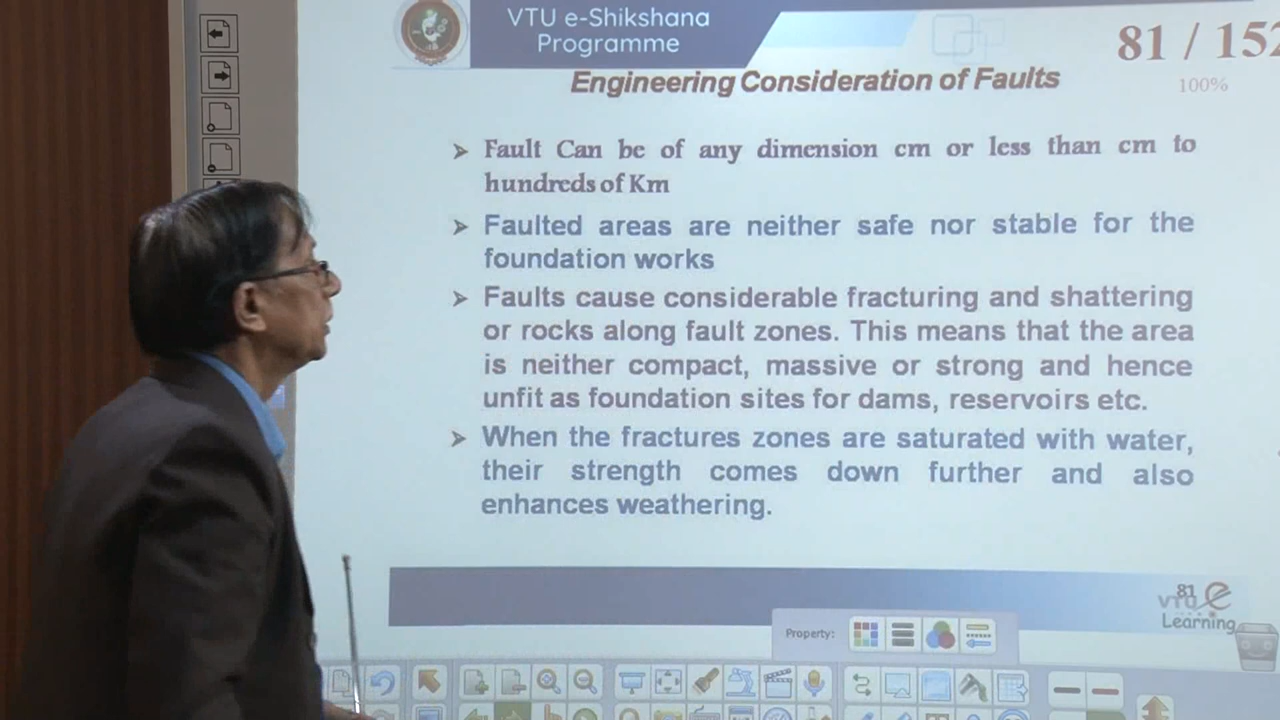 VTU e-Shikshana
Programme
81 / 152
100%
Engineering Consideration of Faults
➢ Fault Can be of any dimension cm or less than cm to
hundreds of Km
➢ Faulted areas are neither safe nor stable for the
foundation works
➢ Faults cause considerable fracturing and shattering
or rocks along fault zones. This means that the area
is neither compact, massive or strong and hence
unfit as foundation sites for dams, reservoirs etc.
➢ When the fractures zones are saturated with water,
their strength comes down further and also
enhances weathering.
81
VTU e
Learning
Property: